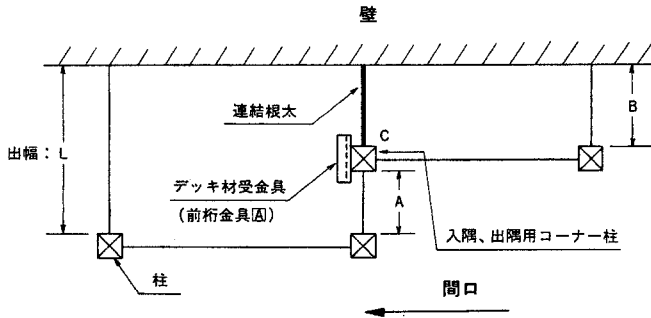 壁
連結根太
B
C
出幅：L
デッキ材受金具
(前桁金具A)
A
入隅、出隅用コーナー柱
柱
間口